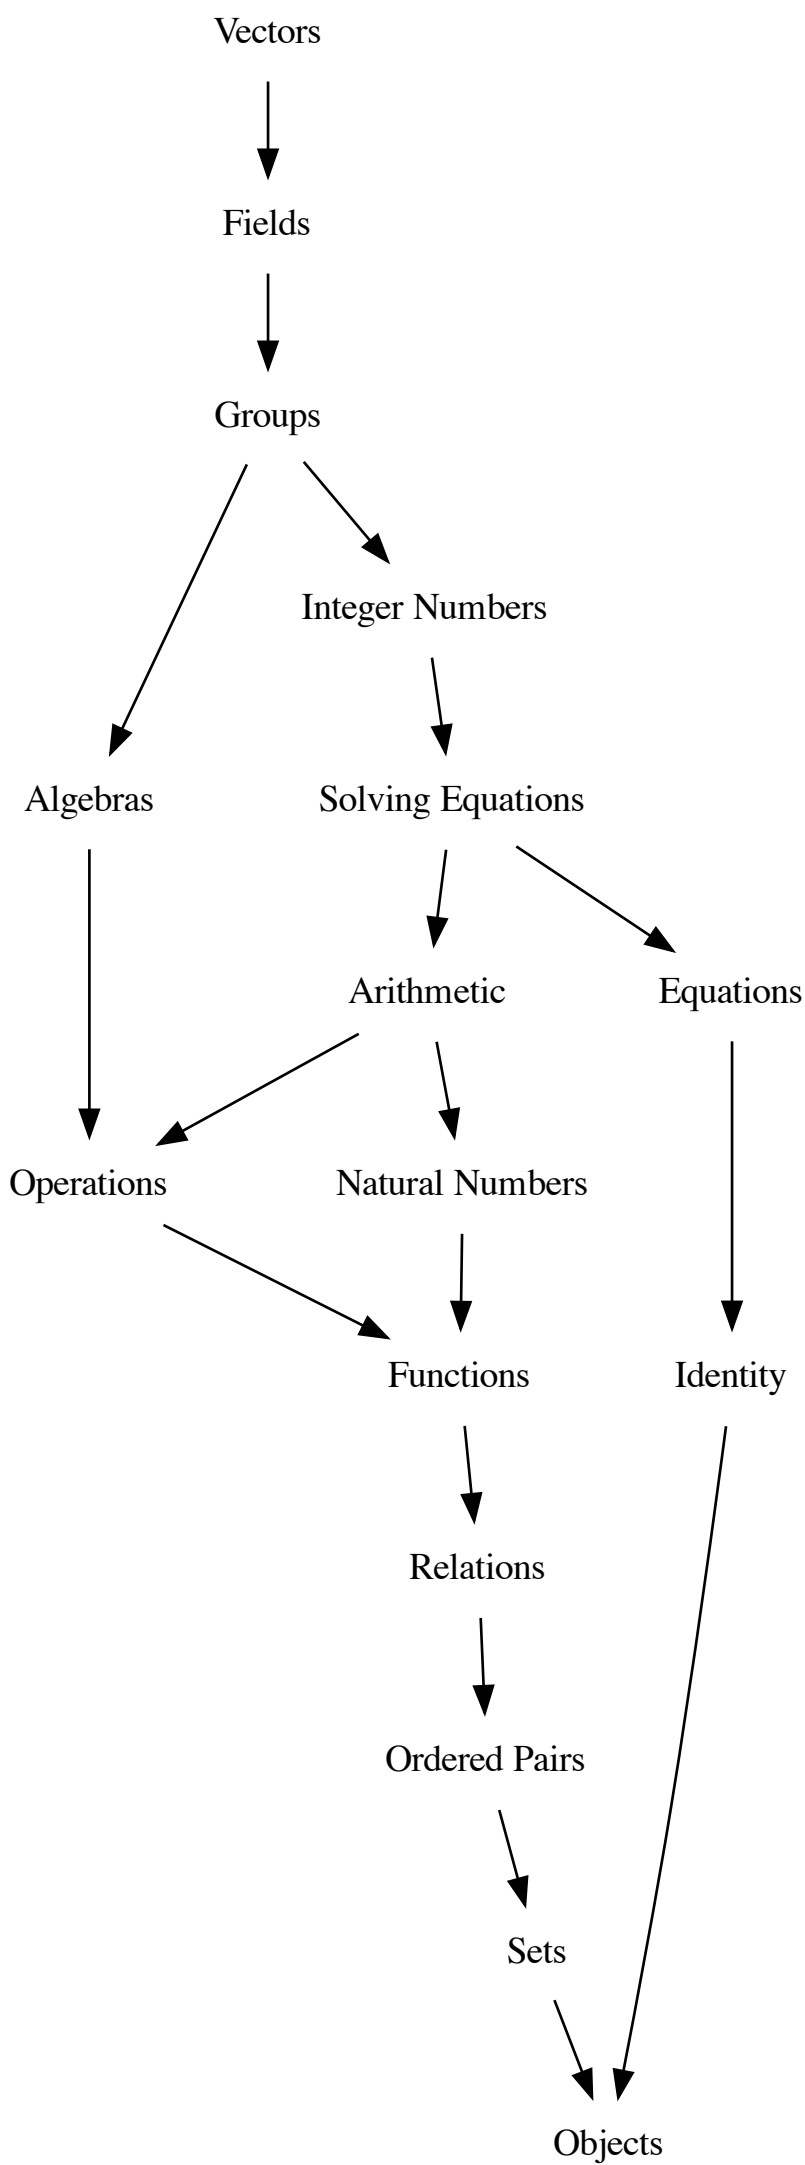 Vectors
Fields
Groups
Integer Numbers
Algebras
Solving Equations
Arithmetic
Equations
Operations
Natural Numbers
Functions
Identity
Relations
Ordered Pairs
Sets
Objects